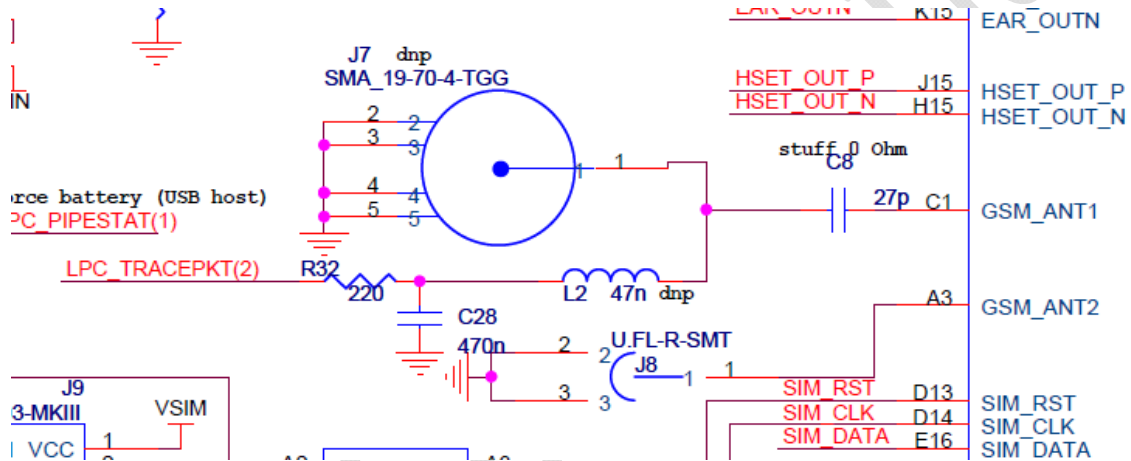 EAR_OUTN
K15
EAR_OUTN
J7 dnp
SMA_19-70-4-TGG
HSET_OUT_P
J15
HSET_OUT_P
HSET_OUT_N
H15
HSET_OUT_N
IN
2 2
3 3
4 4
5 5
1 1
stuff 0 Ohm
C8
27p
C1
GSM_ANT1
rce battery (USB host)
PC_PIPESTAT(1)
LPC_TRACEPKT(2)
R32
220
L2 47n dnp
A3
GSM_ANT2
C28
470n
U.FL-R-SMT
J8
2 2
1 1
3 3
SIM_RST
D13
SIM_RST
SIM_CLK
D14
SIM_CLK
SIM_DATA
E16
SIM_DATA
J9
3-MKIII
VSIM
VCC
1